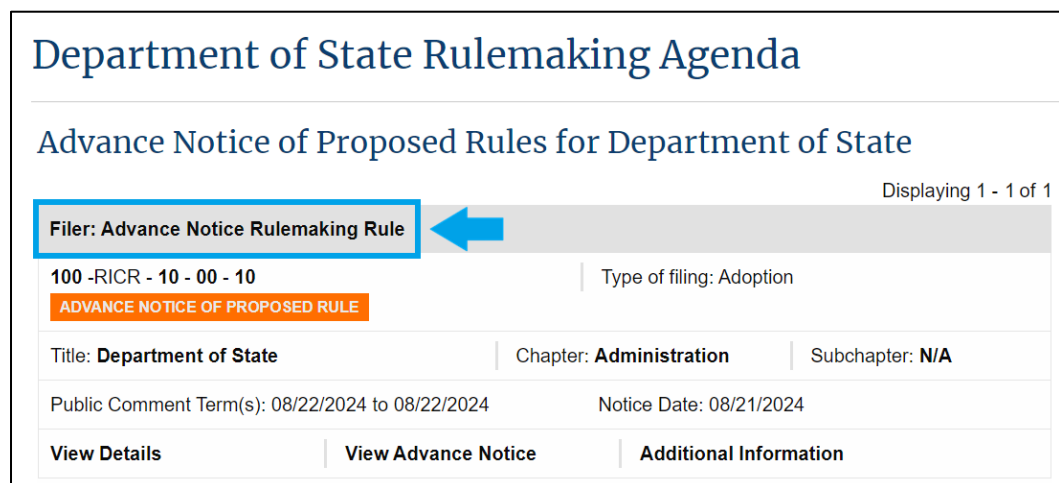 Department of State Rulemaking Agenda
Advance Notice of Proposed Rules for Department of State
Displaying 1 - 1 of 1
Filer: Advance Notice Rulemaking Rule
100 -RICR - 10 - 00 - 10 Type of filing: Adoption
ADVANCE NOTICE OF PROPOSED RULE
Title: Department of State Chapter: Administration Subchapter: N/A
Public Comment Term(s): 08/22/2024 to 08/22/2024 Notice Date: 08/21/2024
View Details View Advance Notice Additional Information